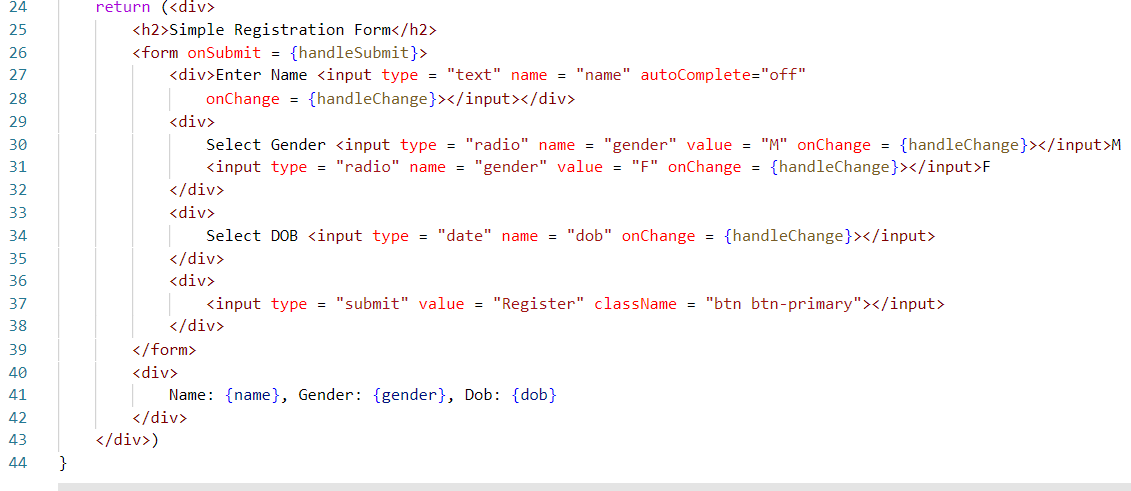 24 return (<div>
25 <h2>Simple Registration Form</h2>
26 <form onSubmit = {handleSubmit}>
27 <div>Enter Name <input type = "text" name = "name" autoComplete="off"
28 onChange = {handleChange}></input></div>
29 <div>
30 Select Gender <input type = "radio" name = "gender" value = "M" onChange = {handleChange}></input>M
31 <input type = "radio" name = "gender" value = "F" onChange = {handleChange}></input>F
32 </div>
33 <div>
34 Select DOB <input type = "date" name = "dob" onChange = {handleChange}></input>
35 </div>
36 <div>
37 <input type = "submit" value = "Register" className = "btn btn-primary"></input>
38 </div>
39 </form>
40 <div>
41 Name: {name}, Gender: {gender}, Dob: {dob}
42 </div>
43 </div>)
44 }